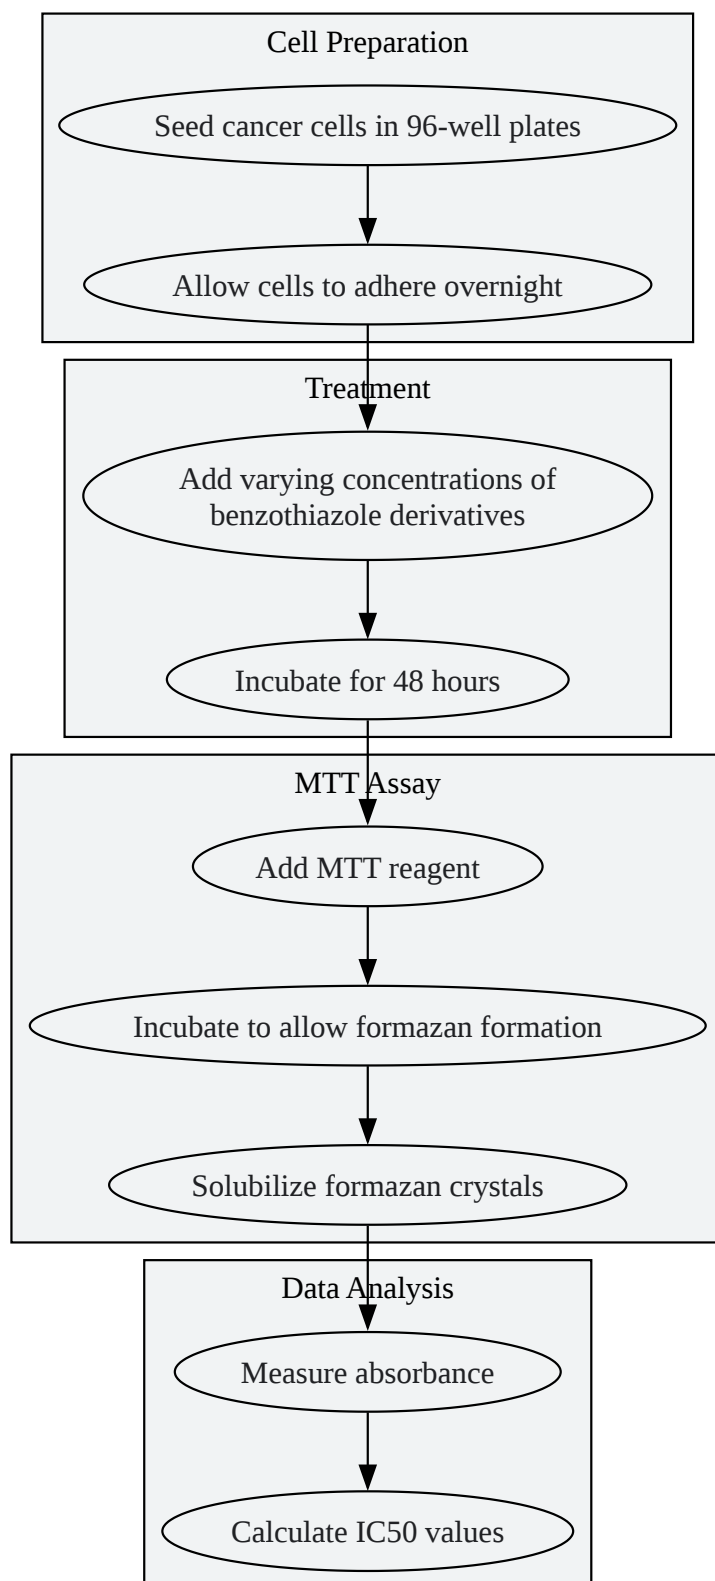 Cell Preparation
Seed cancer cells in 96-well plates
Allow cells to adhere overnight
Treatment
Add varying concentrations of
benzothiazole derivatives
Incubate for 48 hours
MTT Assay
Add MTT reagent
Incubate to allow formazan formation
Solubilize formazan crystals
Data Analysis
Measure absorbance
Calculate IC50 values